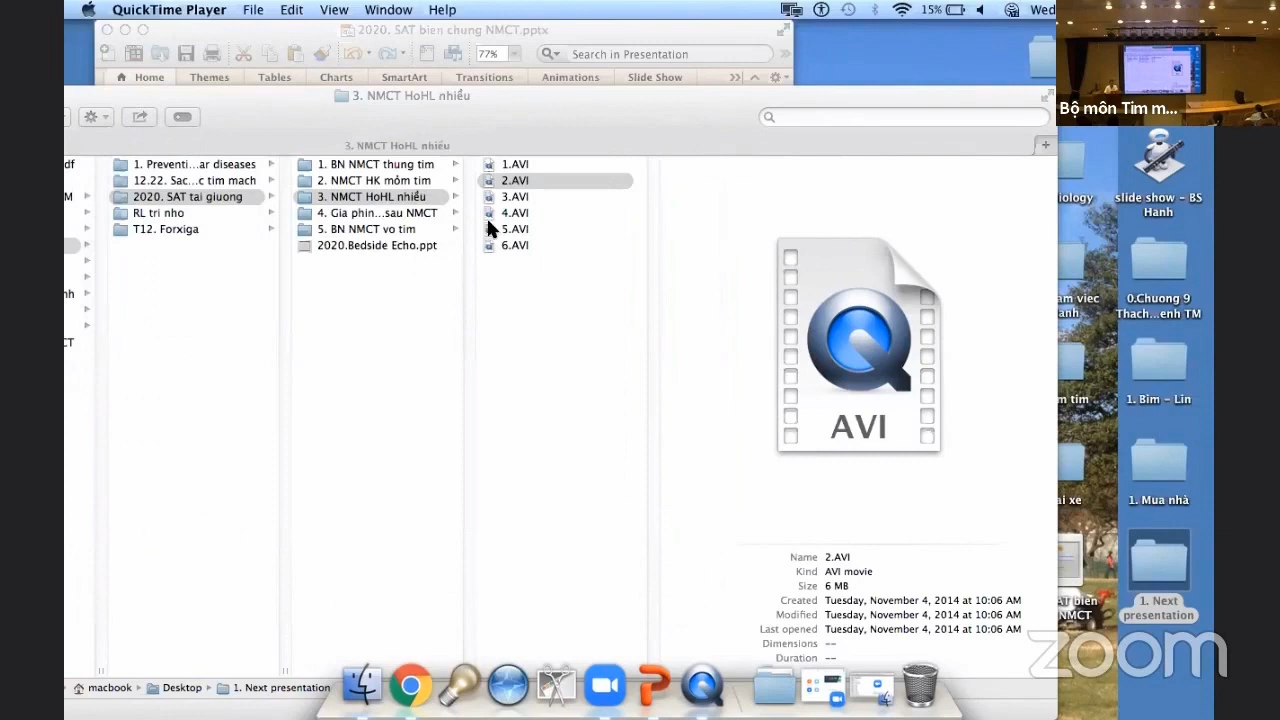 QuickTime Player File Edit View Window Help 15% Wed
2020. SAT bien chung NMCT.pptx
77% Search in Presentation
Home Themes Tables Charts SmartArt Transitions Animations Slide Show
3. NMCT HoHL nhiều
3. NMCT HoHL nhiều
Bộ môn Tim m...
1. Preventi...ar diseases
12.22. Sac...c tim mach
2020. SAT tai giuong
RL tri nho
T12. Forxiga
1. BN NMCT thung tim
2. NMCT HK mỏm tim
3. NMCT HoHL nhiều
4. Gia phin...sau NMCT
5. BN NMCT vo tim
2020.Bedside Echo.ppt
1.AVI
2.AVI
3.AVI
4.AVI
5.AVI
6.AVI
AVI
Name 2.AVI
Kind AVI movie
Size 6 MB
Created Tuesday, November 4, 2014 at 10:06 AM
Modified Tuesday, November 4, 2014 at 10:06 AM
Last opened Tuesday, November 4, 2014 at 10:06 AM
Dimensions --
Duration --
slide show - BS
Hanh
0.Chuong 9
Thach...enh TM
1. Bim - Lin
1. Mua nhà
1. Next
presentation
macbook Desktop 1. Next presentation
zoom